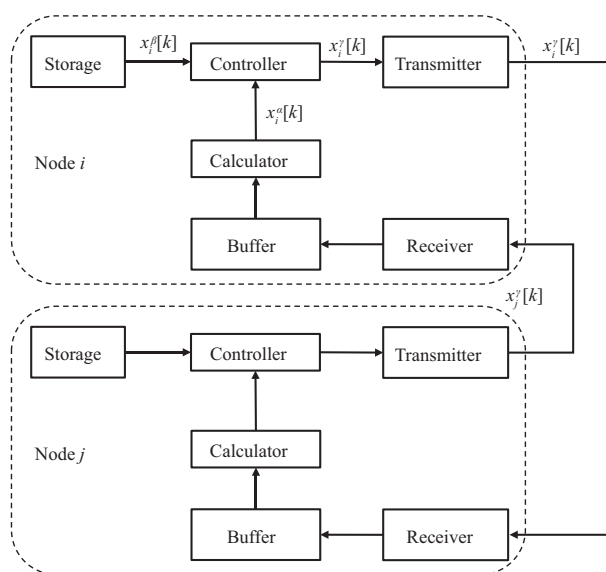 x_i^β[k] x_i^γ[k] x_i^γ[k]
Storage Controller Transmitter
x_i^α[k]
Node i Calculator
Buffer Receiver
x_j^γ[k]
Storage Controller Transmitter
Node j Calculator
Buffer Receiver